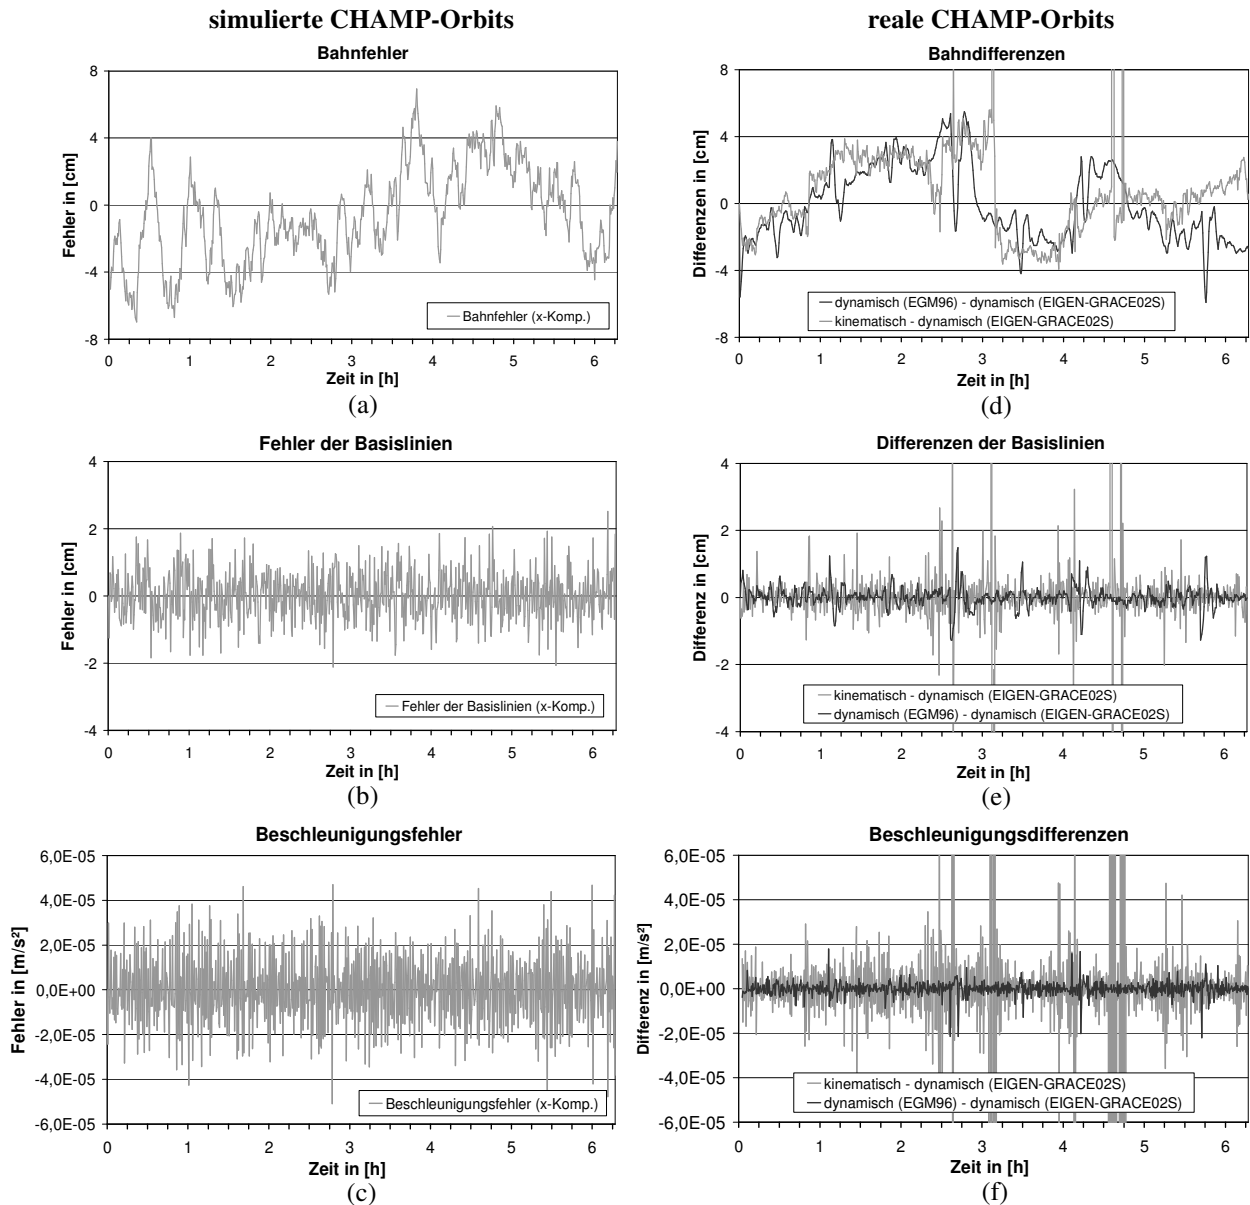 simulierte CHAMP-Orbits
Bahnfehler
8
4
0
-4
-8
Fehler in [cm]
Bahnfehler (x-Komp.)
0 1 2 3 4 5 6
Zeit in [h]
(a)
Fehler der Basislinien
4
2
0
-2
-4
Fehler in [cm]
Fehler der Basislinien (x-Komp.)
0 1 2 3 4 5 6
Zeit in [h]
(b)
Beschleunigungsfehler
6,0E-05
4,0E-05
2,0E-05
0,0E+00
-2,0E-05
-4,0E-05
-6,0E-05
Fehler in [m/s²]
Beschleunigungsfehler (x-Komp.)
0 1 2 3 4 5 6
Zeit in [h]
(c)
reale CHAMP-Orbits
Bahndifferenzen
8
4
0
-4
-8
Differenzen in [cm]
dynamisch (EGM96) - dynamisch (EIGEN-GRACE02S)
kinematisch - dynamisch (EIGEN-GRACE02S)
0 1 2 3 4 5 6
Zeit in [h]
(d)
Differenzen der Basislinien
4
2
0
-2
-4
Differenz in [cm]
kinematisch - dynamisch (EIGEN-GRACE02S)
dynamisch (EGM96) - dynamisch (EIGEN-GRACE02S)
0 1 2 3 4 5 6
Zeit in [h]
(e)
Beschleunigungsdifferenzen
6,0E-05
4,0E-05
2,0E-05
0,0E+00
-2,0E-05
-4,0E-05
-6,0E-05
Differenz in [m/s²]
kinematisch - dynamisch (EIGEN-GRACE02S)
dynamisch (EGM96) - dynamisch (EIGEN-GRACE02S)
0 1 2 3 4 5 6
Zeit in [h]
(f)